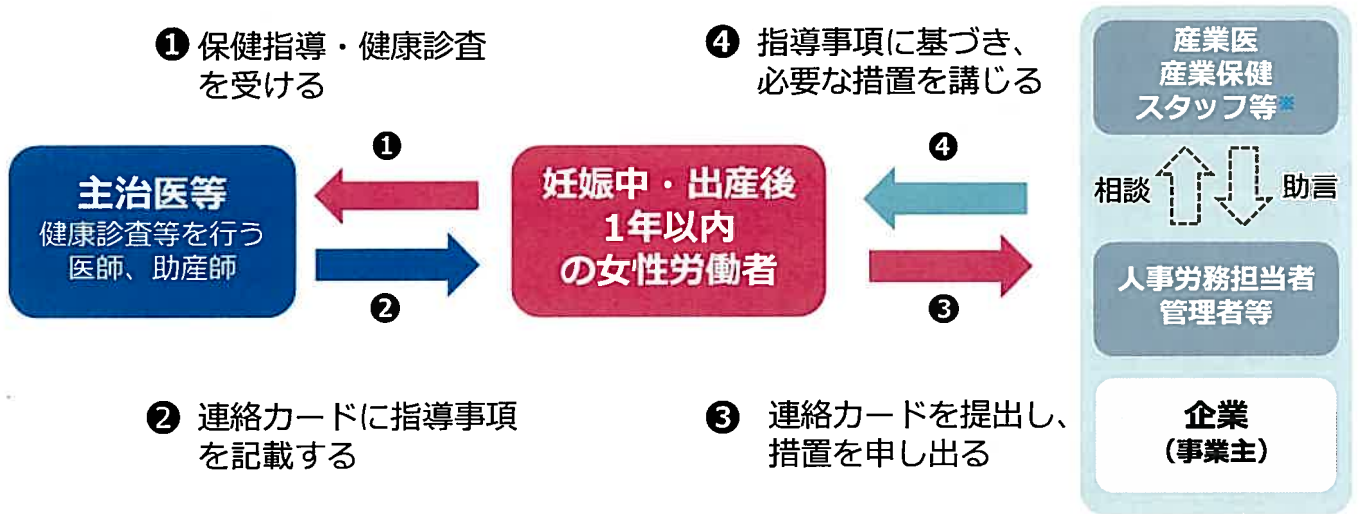 ❶ 保健指導・健康診査
を受ける
❹ 指導事項に基づき、
必要な措置を講じる
産業医
産業保健
スタッフ等※
❶
❹
主治医等
健康診査等を行う
医師、助産師
妊娠中・出産後
1年以内
の女性労働者
相談
助言
❷
❸
人事労務担当者
管理者等
❷ 連絡カードに指導事項
を記載する
❸ 連絡カードを提出し、
措置を申し出る
企業
（事業主）